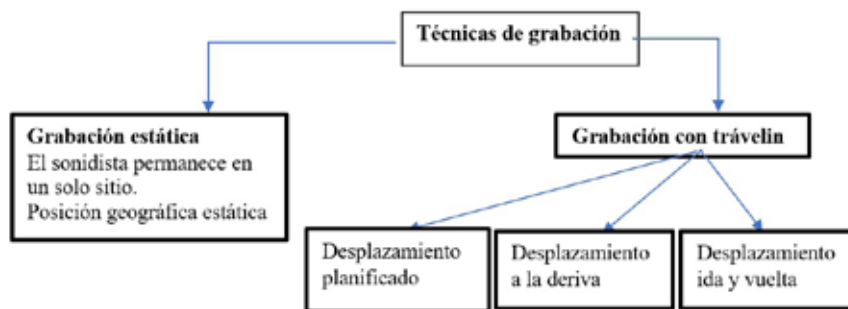 Técnicas de grabación
Grabación estática
El sonidista permanece en
un solo sitio.
Posición geográfica estática
Grabación con trávelin
Desplazamiento
planificado
Desplazamiento
a la deriva
Desplazamiento
ida y vuelta